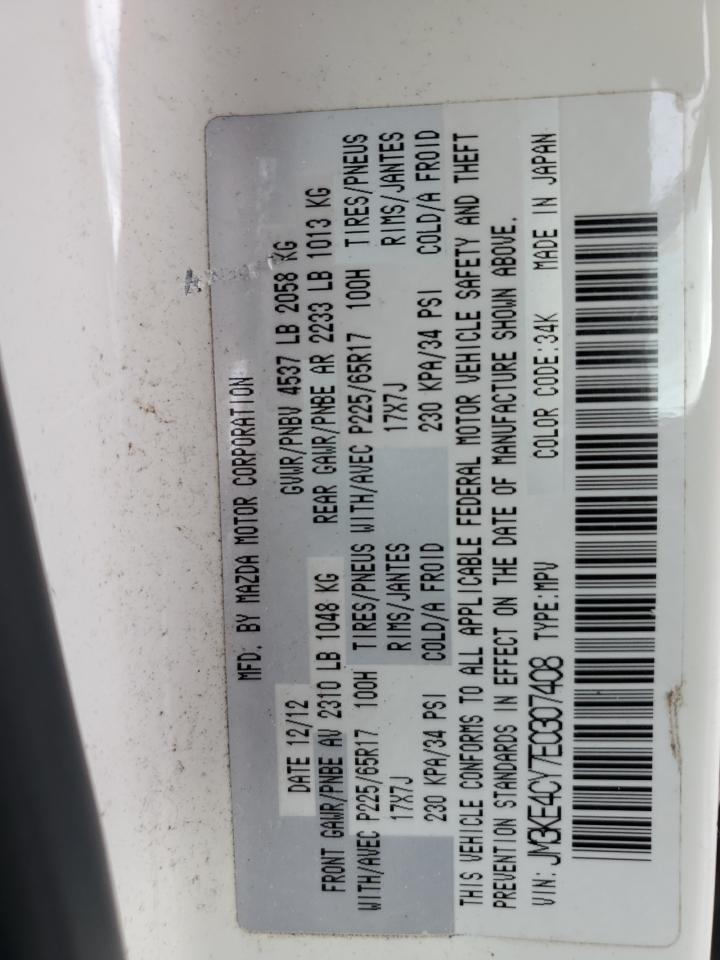 MFD. BY MAZDA MOTOR CORPORATION
DATE 12/12 GVWR/PNBV 4537 LB 2058 KG
FRONT GAWR/PNBE AV 2310 LB 1048 KG REAR GAWR/PNBE AR 2233 LB 1013 KG
WITH/AVEC P225/65R17 100H TIRES/PNEUS WITH/AVEC P225/65R17 100H TIRES/PNEUS
17X7J RIMS/JANTES 17X7J RIMS/JANTES
230 KPA/34 PSI COLD/A FROID 230 KPA/34 PSI COLD/A FROID
THIS VEHICLE CONFORMS TO ALL APPLICABLE FEDERAL MOTOR VEHICLE SAFETY AND THEFT
PREVENTION STANDARDS IN EFFECT ON THE DATE OF MANUFACTURE SHOWN ABOVE.
VIN: JM3KE4CY7E0307408 TYPE:MPV COLOR CODE:34K MADE IN JAPAN